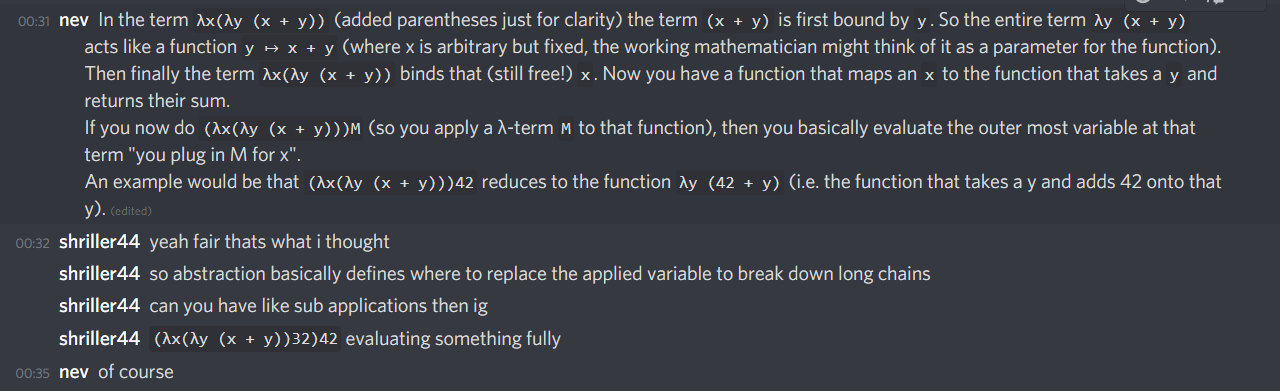 00:31 nev In the term λx(λy (x + y)) (added parentheses just for clarity) the term (x + y) is first bound by y. So the entire term λy (x + y)
acts like a function y ↦ x + y (where x is arbitrary but fixed, the working mathematician might think of it as a parameter for the function).
Then finally the term λx(λy (x + y)) binds that (still free!) x. Now you have a function that maps an x to the function that takes a y and
returns their sum.
If you now do (λx(λy (x + y)))M (so you apply a λ-term M to that function), then you basically evaluate the outer most variable at that
term "you plug in M for x".
An example would be that (λx(λy (x + y)))42 reduces to the function λy (42 + y) (i.e. the function that takes a y and adds 42 onto that
y). (edited)
00:32 shriller44 yeah fair thats what i thought
shriller44 so abstraction basically defines where to replace the applied variable to break down long chains
shriller44 can you have like sub applications then ig
shriller44 (λx(λy (x + y))32)42 evaluating something fully
00:35 nev of course